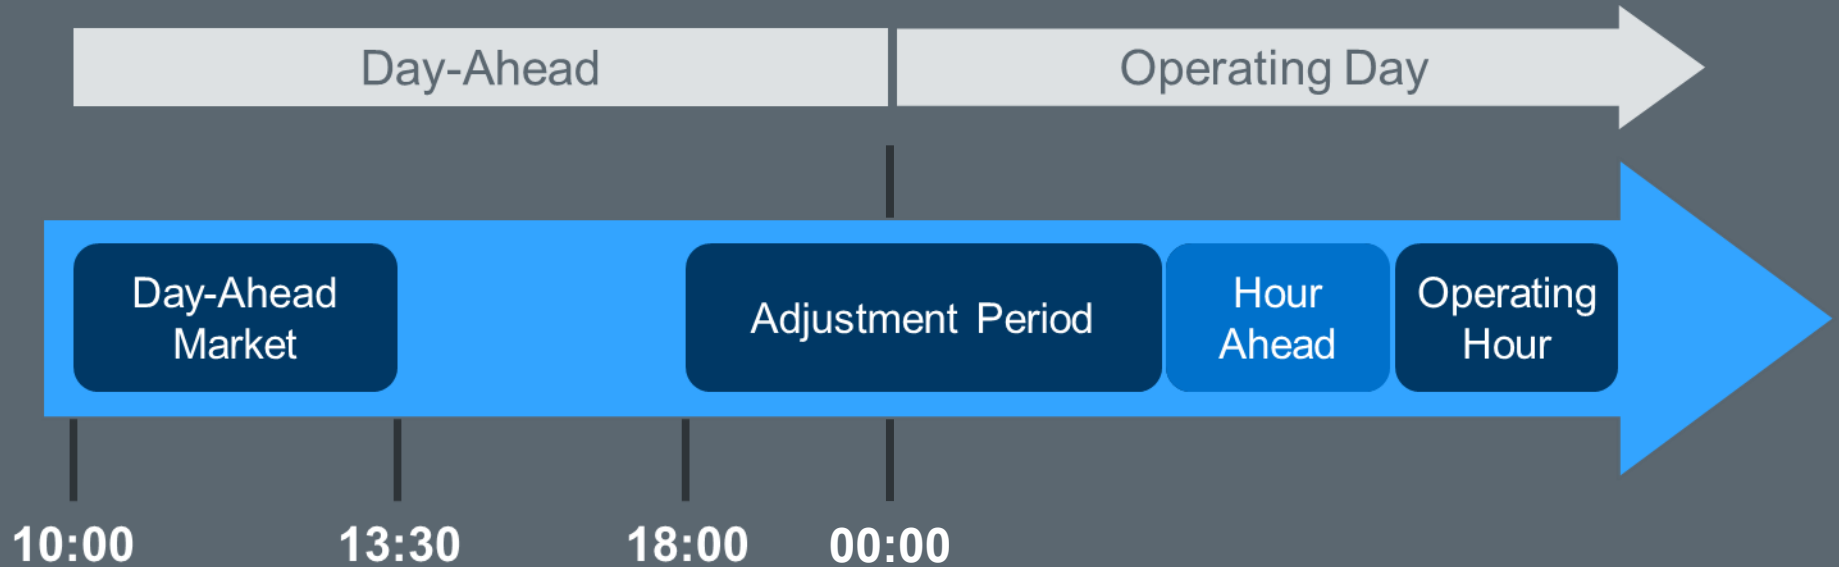 Day-Ahead
Operating Day
Day-Ahead
Market
Adjustment Period
Hour
Ahead
Operating
Hour
10:00
13:30
18:00
00:00